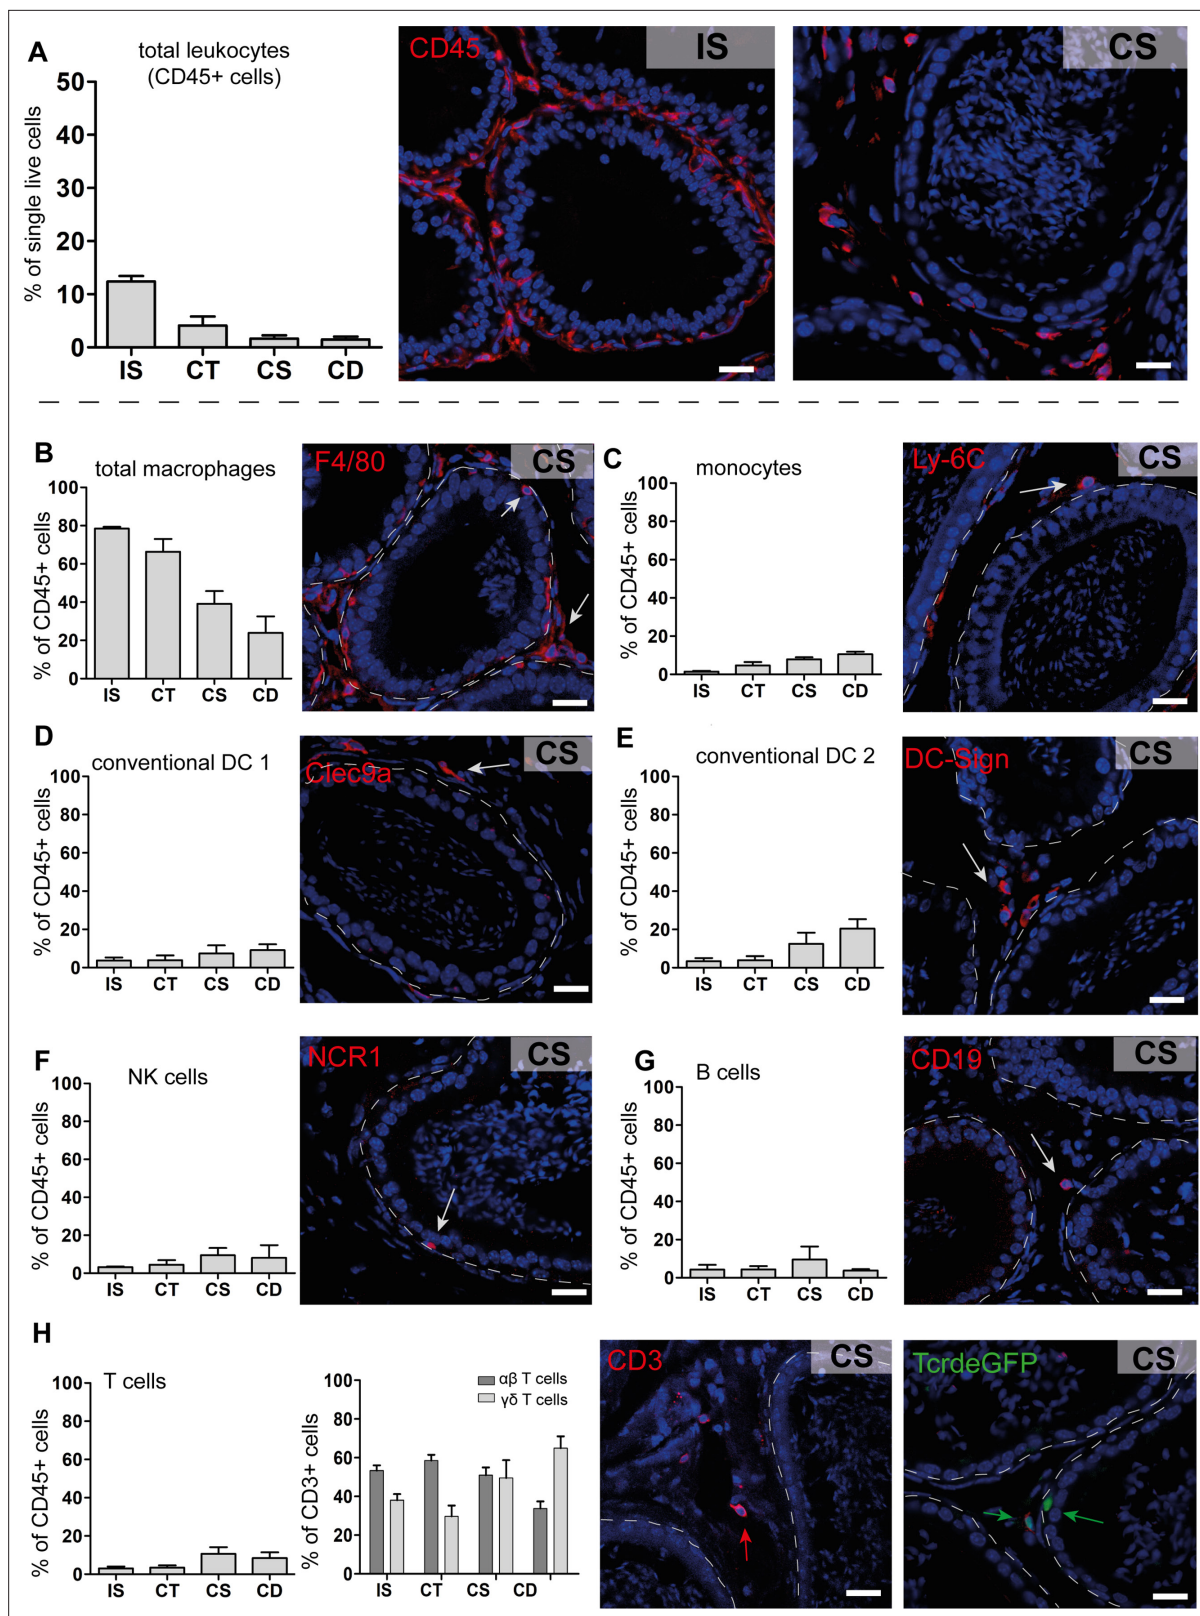 A
total leukocytes
(CD45+ cells)
% of single live cells
50
40
30
20
10
0
IS CT CS CD
CD45
IS
CS
B
total macrophages
% of CD45+ cells
100
80
60
40
20
0
IS CT CS CD
F4/80
CS
C
monocytes
% of CD45+ cells
100
80
60
40
20
0
IS CT CS CD
Ly-6C
CS
D
conventional DC 1
% of CD45+ cells
100
80
60
40
20
0
IS CT CS CD
Clec9a
CS
E
conventional DC 2
% of CD45+ cells
100
80
60
40
20
0
IS CT CS CD
DC-Sign
CS
F
NK cells
% of CD45+ cells
100
80
60
40
20
0
IS CT CS CD
NCR1
CS
G
B cells
% of CD45+ cells
100
80
60
40
20
0
IS CT CS CD
CD19
CS
H
T cells
% of CD45+ cells
100
80
60
40
20
0
IS CT CS CD
αβ T cells
γδ T cells
% of CD3+ cells
100
80
60
40
20
0
IS CT CS CD
CD3
CS
TcrdeGFP
CS